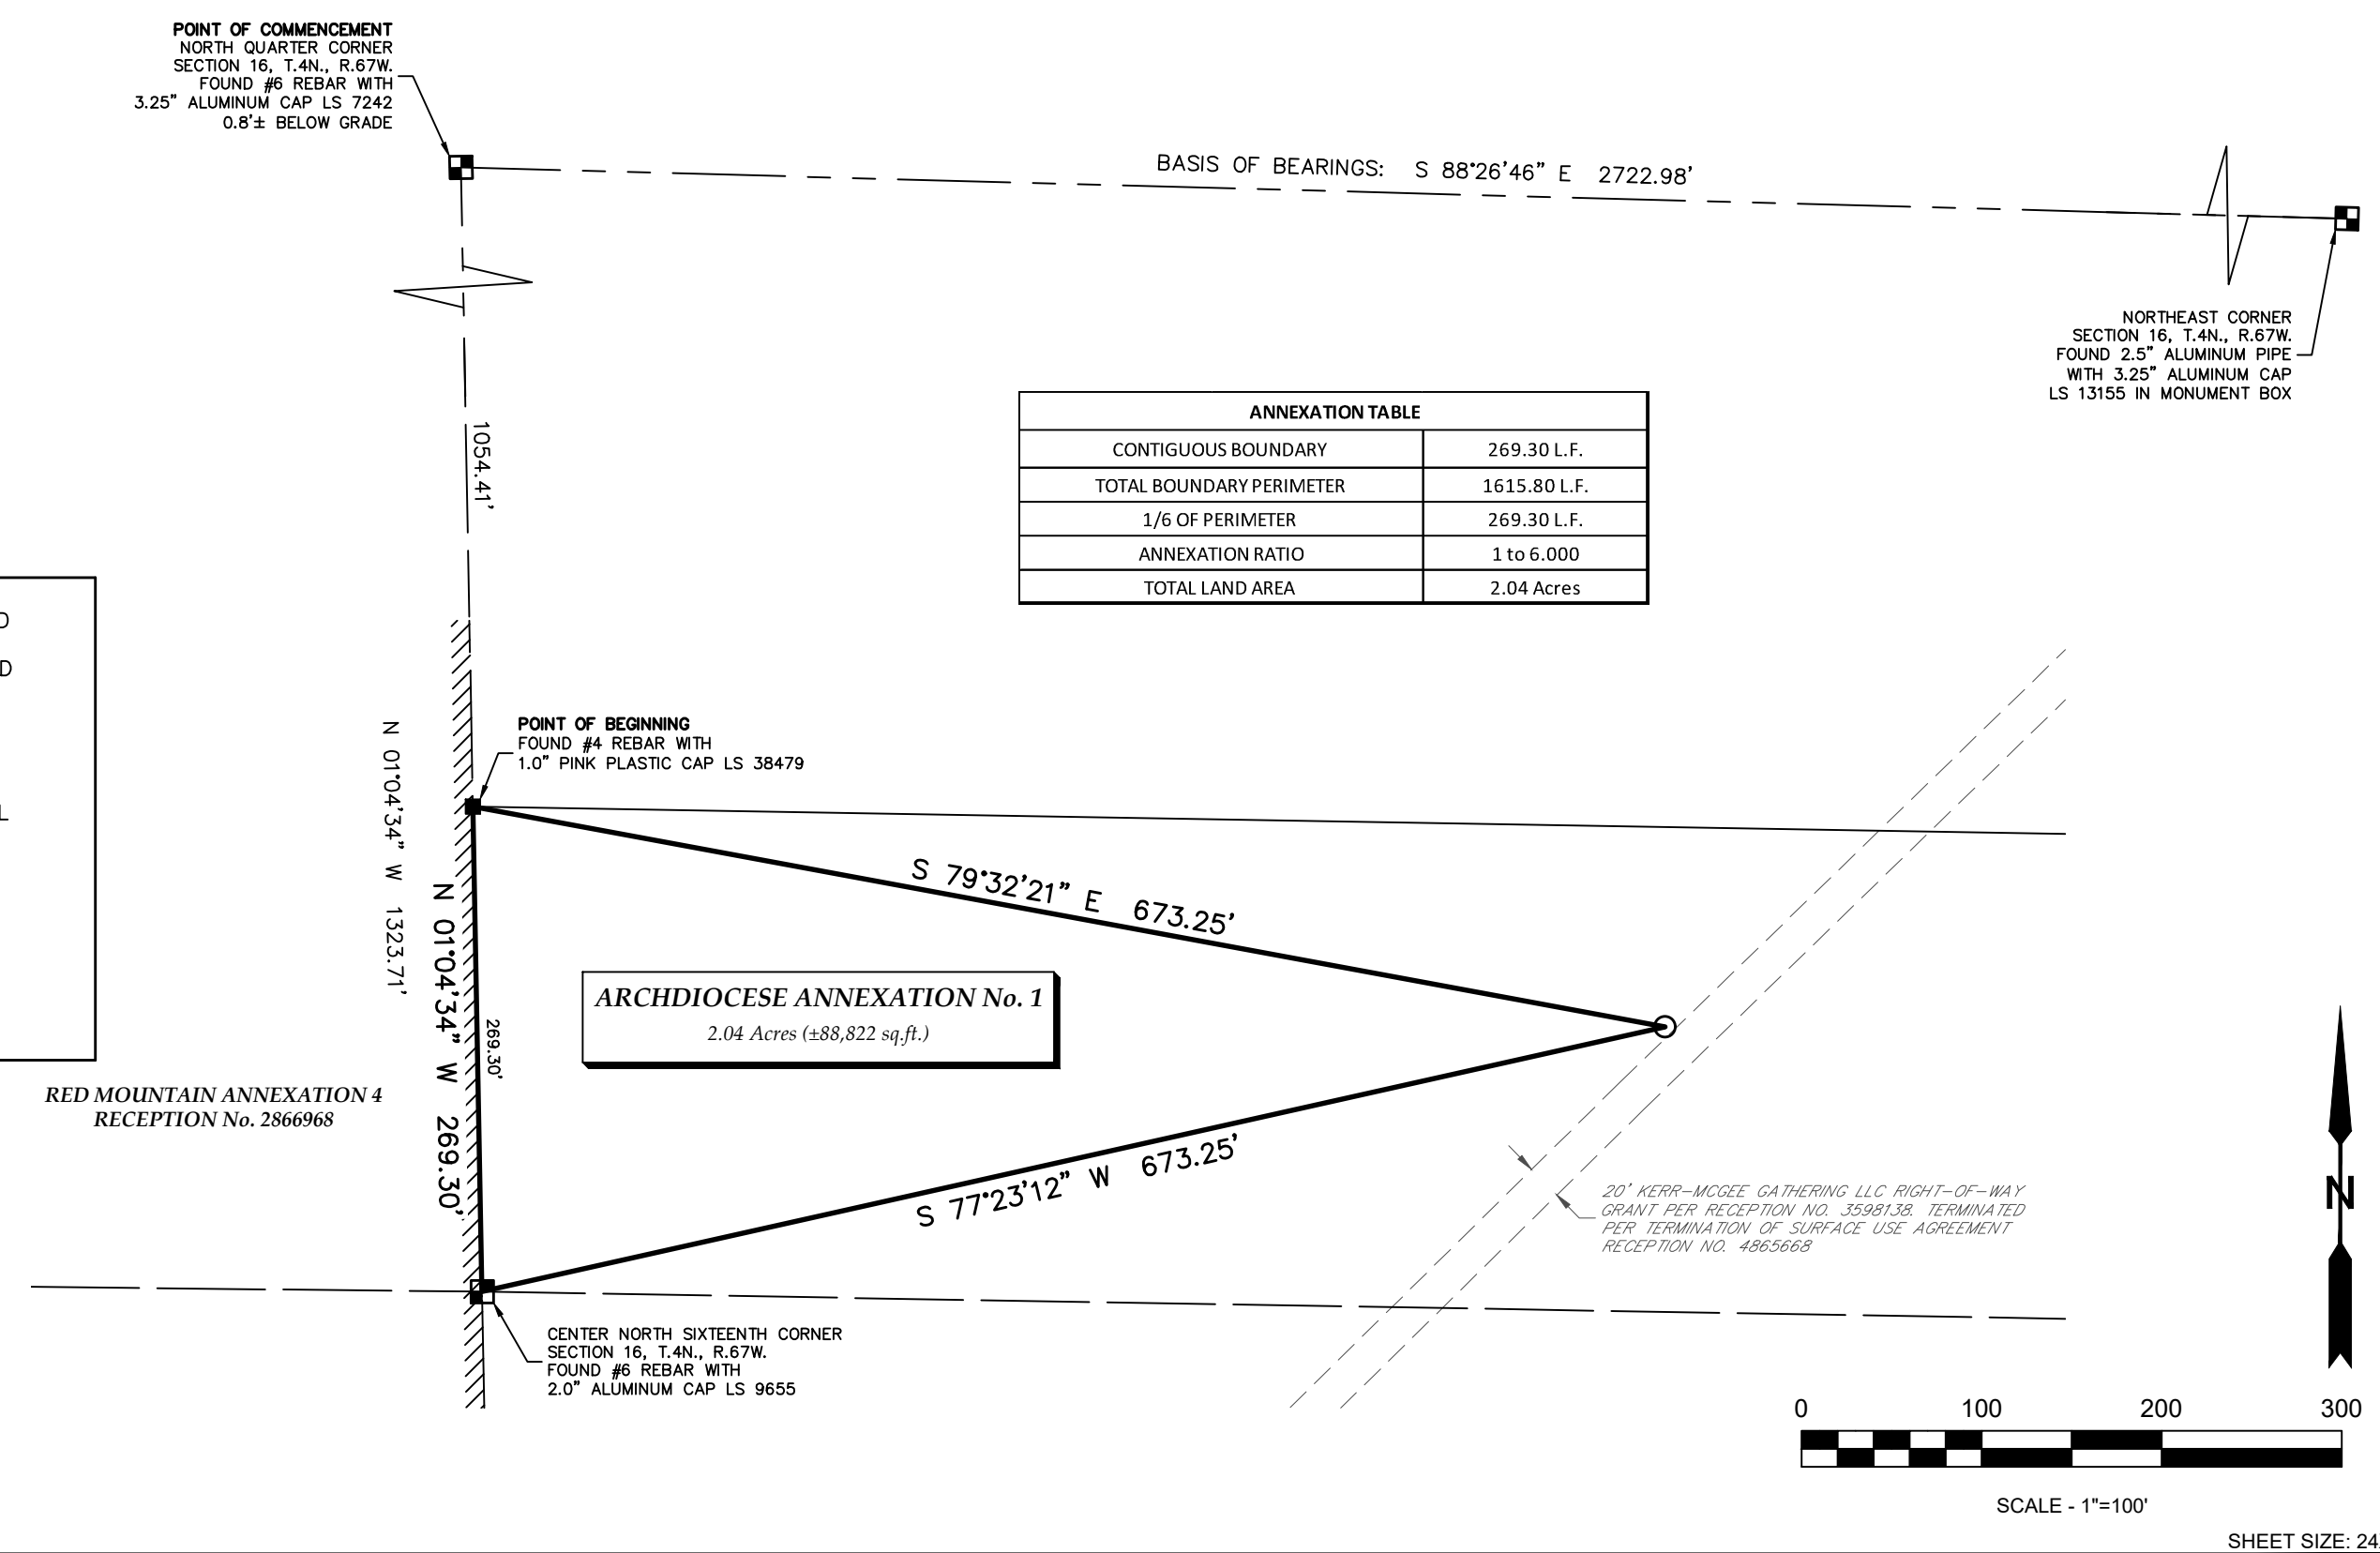 POINT OF COMMENCEMENT
NORTH QUARTER CORNER
SECTION 16, T.4N., R.67W.
FOUND #6 REBAR WITH
3.25" ALUMINUM CAP LS 7242
0.8'± BELOW GRADE
BASIS OF BEARINGS: S 88°26'46" E 2722.98'
NORTHEAST CORNER
SECTION 16, T.4N., R.67W.
FOUND 2.5" ALUMINUM PIPE
WITH 3.25" ALUMINUM CAP
LS 13155 IN MONUMENT BOX
1054.41'
ANNEXATION TABLE
CONTIGUOUS BOUNDARY 269.30 L.F.
TOTAL BOUNDARY PERIMETER 1615.80 L.F.
1/6 OF PERIMETER 269.30 L.F.
ANNEXATION RATIO 1 to 6.000
TOTAL LAND AREA 2.04 Acres
D
D
L
POINT OF BEGINNING
FOUND #4 REBAR WITH
1.0" PINK PLASTIC CAP LS 38479
N 01°04'34" W 1323.71'
N 01°04'34" W 269.30'
269.30'
S 79°32'21" E 673.25'
ARCHDIOCESE ANNEXATION No. 1
2.04 Acres (±88,822 sq.ft.)
RED MOUNTAIN ANNEXATION 4
RECEPTION No. 2866968
S 77°23'12" W 673.25'
20' KERR-MCGEE GATHERING LLC RIGHT-OF-WAY
GRANT PER RECEPTION NO. 3598138. TERMINATED
PER TERMINATION OF SURFACE USE AGREEMENT
RECEPTION NO. 4865668
CENTER NORTH SIXTEENTH CORNER
SECTION 16, T.4N., R.67W.
FOUND #6 REBAR WITH
2.0" ALUMINUM CAP LS 9655
N
0 100 200 300
SCALE - 1"=100'
SHEET SIZE: 24